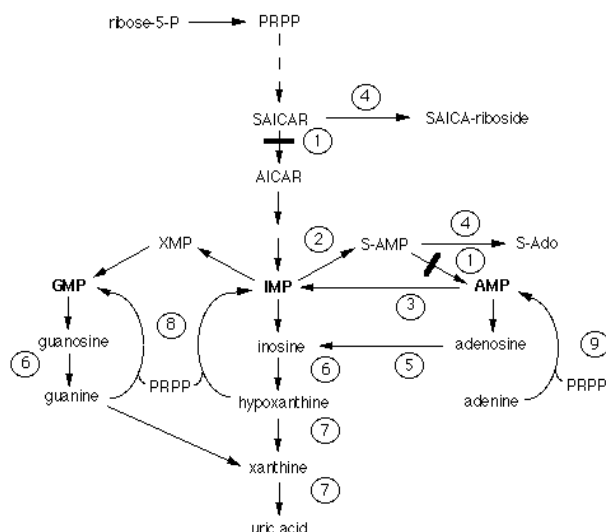 ribose-5-P PRPP
4
SAICAR SAICA-riboside
1
AICAR
XMP 2 S-AMP 4 S-Ado
1
GMP IMP AMP
3
8
guanosine inosine adenosine 9
6 6 5
guanine PRPP hypoxanthine adenine PRPP
7
xanthine
7
uric acid